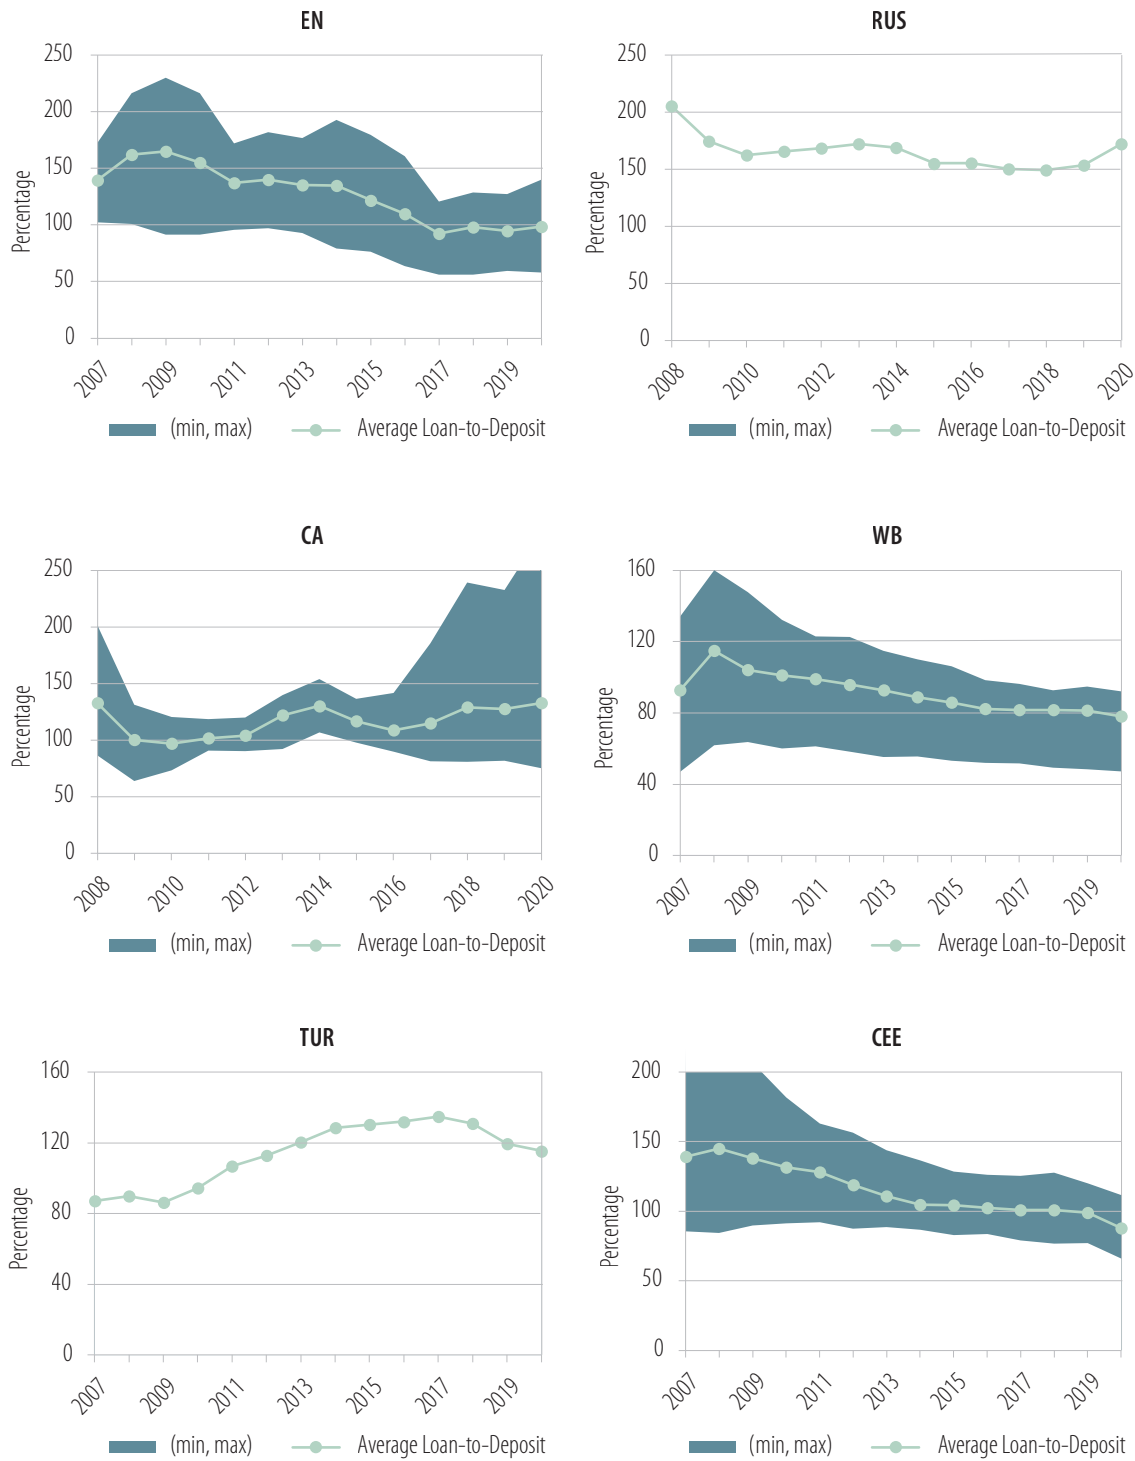 EN
250
200
150
100
50
0
Percentage
2007 2009 2011 2013 2015 2017 2019
(min, max) Average Loan-to-Deposit
RUS
250
200
150
100
50
0
Percentage
2008 2010 2012 2014 2016 2018 2020
(min, max) Average Loan-to-Deposit
CA
250
200
150
100
50
0
Percentage
2008 2010 2012 2014 2016 2018 2020
(min, max) Average Loan-to-Deposit
WB
160
120
80
40
0
Percentage
2007 2009 2011 2013 2015 2017 2019
(min, max) Average Loan-to-Deposit
TUR
160
120
80
40
0
Percentage
2007 2009 2011 2013 2015 2017 2019
(min, max) Average Loan-to-Deposit
CEE
200
150
100
50
0
Percentage
2007 2009 2011 2013 2015 2017 2019
(min, max) Average Loan-to-Deposit